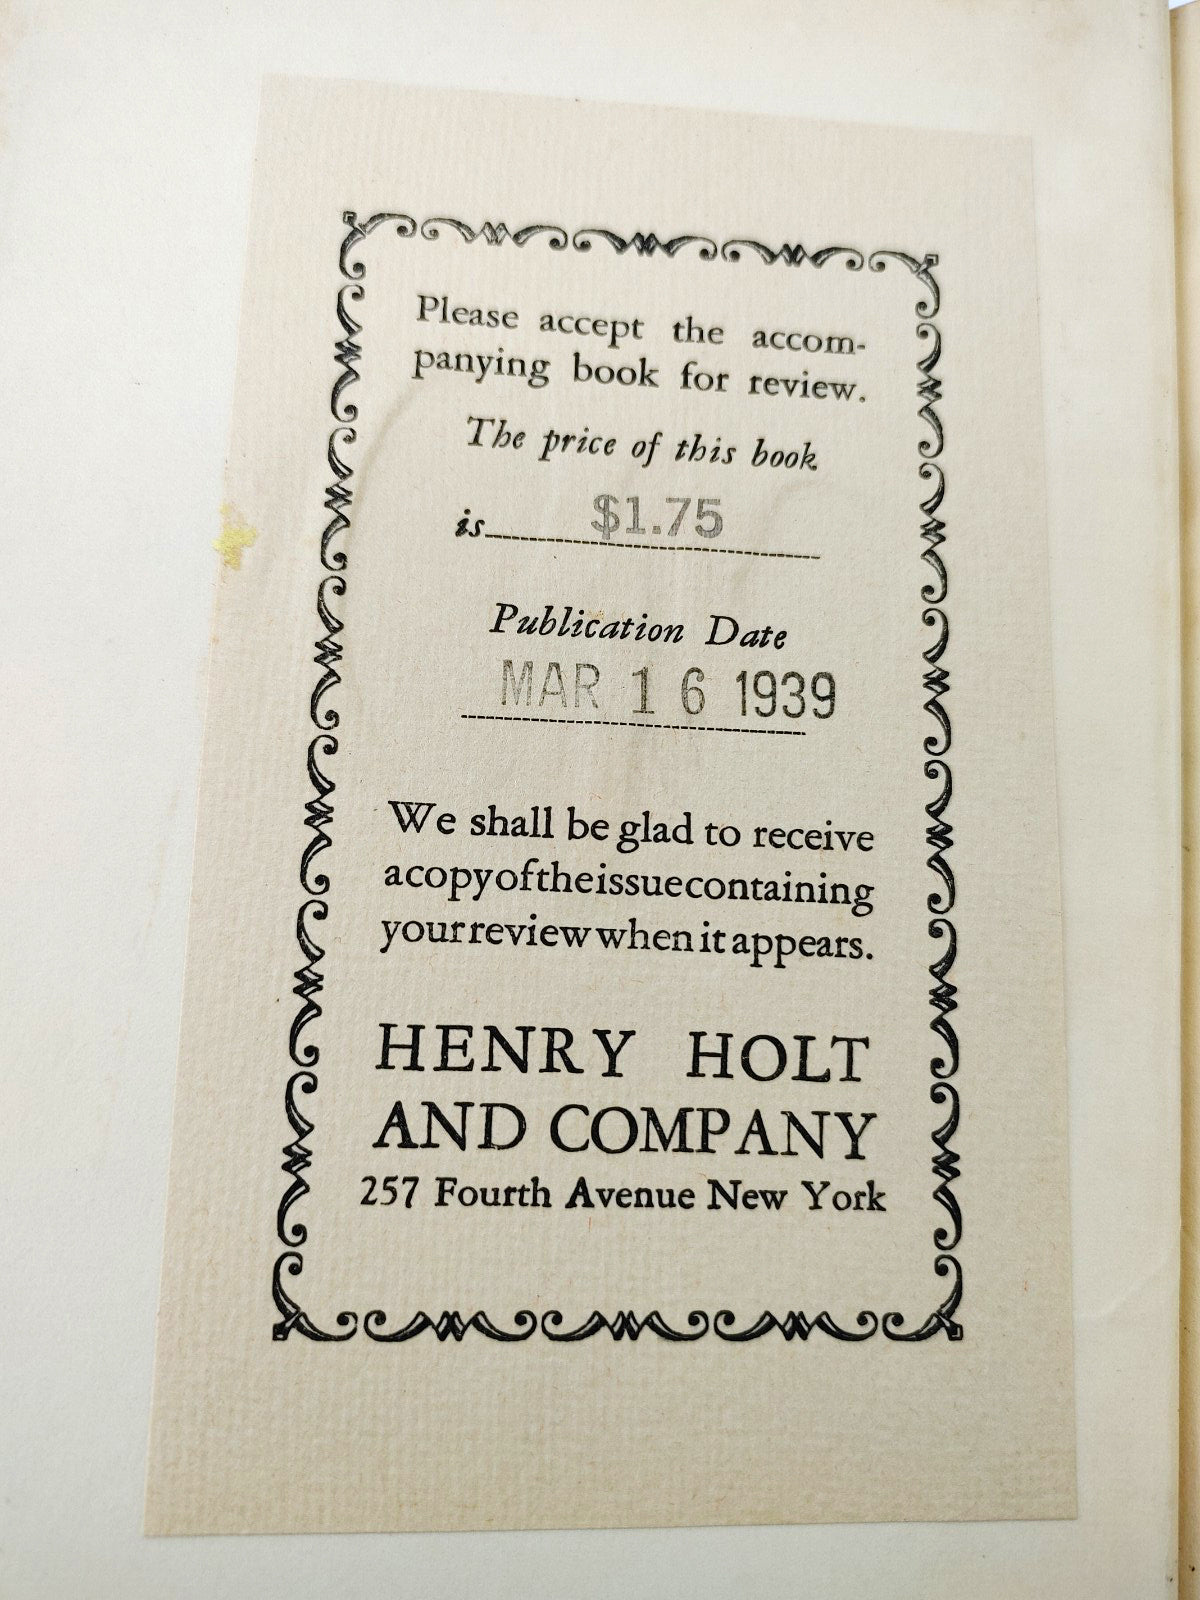 Please accept the accom-
panying book for review.
The price of this book
is $1.75
Publication Date
MAR 16 1939
We shall be glad to receive
a copy of the issue containing
your review when it appears.
HENRY HOLT
AND COMPANY
257 Fourth Avenue New York